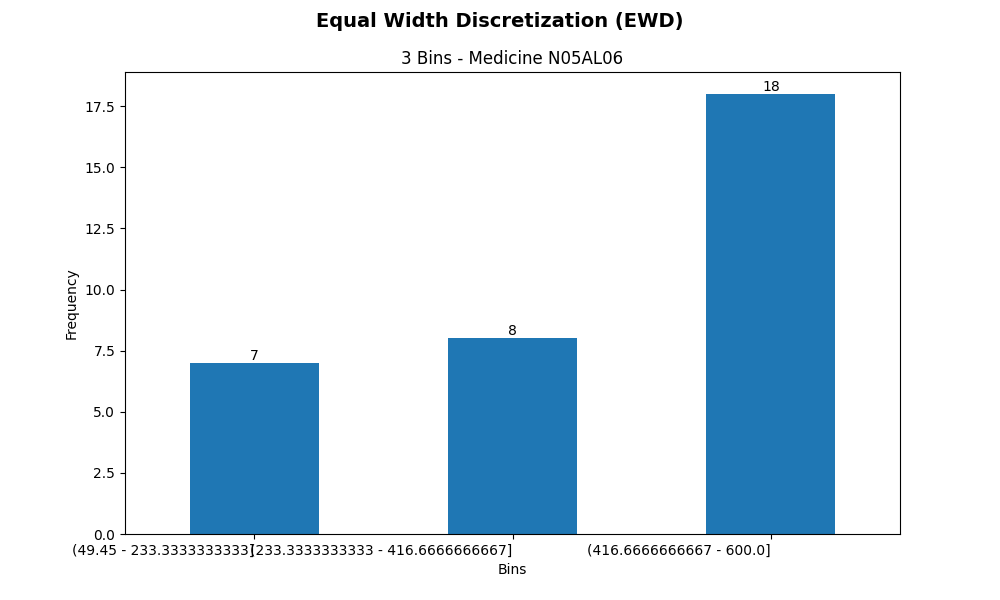 Equal Width Discretization (EWD)
3 Bins - Medicine N05AL06
18
17.5
15.0
12.5
10.0
Frequency
8
7.5
7
5.0
2.5
0.0
(49.45 - 233.3333333333] (233.3333333333 - 416.6666666667] (416.6666666667 - 600.0]
Bins